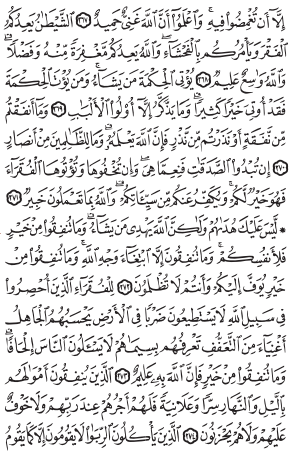 إِلَّآ أَن تُغْمِضُوا۟ فِيهِ ۚ وَٱعْلَمُوٓا۟ أَنَّ ٱللَّهَ غَنِىٌّ حَمِيدٌ ۝٢٦٧ ٱلشَّيْطَٰنُ يَعِدُكُمُ
ٱلْفَقْرَ وَيَأْمُرُكُم بِٱلْفَحْشَآءِ ۖ وَٱللَّهُ يَعِدُكُم مَّغْفِرَةً مِّنْهُ وَفَضْلًا ۗ
وَٱللَّهُ وَٰسِعٌ عَلِيمٌ ۝٢٦٨ يُؤْتِى ٱلْحِكْمَةَ مَن يَشَآءُ ۚ وَمَن يُؤْتَ ٱلْحِكْمَةَ
فَقَدْ أُوتِىَ خَيْرًا كَثِيرًا ۗ وَمَا يَذَّكَّرُ إِلَّآ أُو۟لُوا۟ ٱلْأَلْبَٰبِ ۝٢٦٩ وَمَآ أَنفَقْتُم
مِّن نَّفَقَةٍ أَوْ نَذَرْتُم مِّن نَّذْرٍ فَإِنَّ ٱللَّهَ يَعْلَمُهُۥ ۗ وَمَا لِلظَّٰلِمِينَ مِنْ أَنصَارٍ
۝٢٧٠ إِن تُبْدُوا۟ ٱلصَّدَقَٰتِ فَنِعِمَّا هِىَ ۖ وَإِن تُخْفُوهَا وَتُؤْتُوهَا ٱلْفُقَرَآءَ
فَهُوَ خَيْرٌ لَّكُمْ ۚ وَيُكَفِّرُ عَنكُم مِّن سَيِّـَٔاتِكُمْ ۗ وَٱللَّهُ بِمَا تَعْمَلُونَ خَبِيرٌ ۝٢٧١
۞ لَّيْسَ عَلَيْكَ هُدَىٰهُمْ وَلَٰكِنَّ ٱللَّهَ يَهْدِى مَن يَشَآءُ ۗ وَمَا تُنفِقُوا۟ مِنْ خَيْرٍ
فَلِأَنفُسِكُمْ ۚ وَمَا تُنفِقُونَ إِلَّا ٱبْتِغَآءَ وَجْهِ ٱللَّهِ ۚ وَمَا تُنفِقُوا۟ مِنْ
خَيْرٍ يُوَفَّ إِلَيْكُمْ وَأَنتُمْ لَا تُظْلَمُونَ ۝٢٧٢ لِلْفُقَرَآءِ ٱلَّذِينَ أُحْصِرُوا۟
فِى سَبِيلِ ٱللَّهِ لَا يَسْتَطِيعُونَ ضَرْبًا فِى ٱلْأَرْضِ يَحْسَبُهُمُ ٱلْجَاهِلُ
أَغْنِيَآءَ مِنَ ٱلتَّعَفُّفِ تَعْرِفُهُم بِسِيمَٰهُمْ لَا يَسْـَٔلُونَ ٱلنَّاسَ إِلْحَافًا ۗ
وَمَا تُنفِقُوا۟ مِنْ خَيْرٍ فَإِنَّ ٱللَّهَ بِهِۦ عَلِيمٌ ۝٢٧٣ ٱلَّذِينَ يُنفِقُونَ أَمْوَٰلَهُم
بِٱلَّيْلِ وَٱلنَّهَارِ سِرًّا وَعَلَانِيَةً فَلَهُمْ أَجْرُهُمْ عِندَ رَبِّهِمْ وَلَا خَوْفٌ
عَلَيْهِمْ وَلَا هُمْ يَحْزَنُونَ ۝٢٧٤ ٱلَّذِينَ يَأْكُلُونَ ٱلرِّبَوٰا۟ لَا يَقُومُونَ إِلَّا كَمَا يَقُومُ